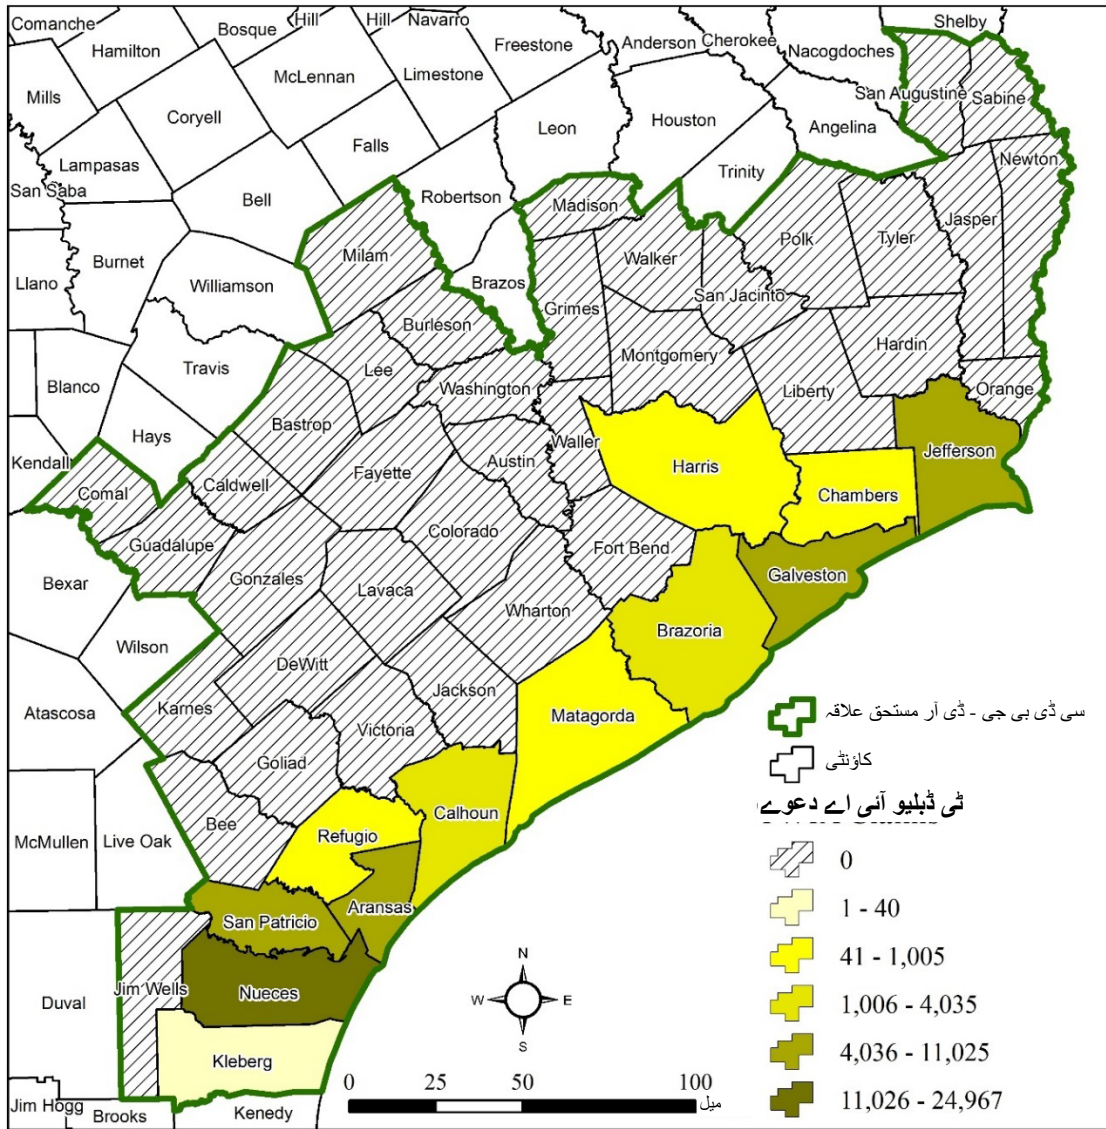 Comanche
Hamilton
Bosque
Hill
Hill
Navarro
Freestone
Anderson
Cherokee
Nacogdoches
Shelby
Mills
Coryell
McLennan
Limestone
Leon
Houston
Angelina
San Augustine
Sabine
Lampasas
San Saba
Falls
Robertson
Trinity
Newton
Bell
Milam
Madison
Walker
Polk
Tyler
Jasper
Llano
Burnet
Williamson
Brazos
Grimes
San Jacinto
Burleson
Montgomery
Hardin
Blanco
Travis
Lee
Washington
Liberty
Orange
Bastrop
Hays
Kendall
Comal
Caldwell
Fayette
Austin
Waller
Harris
Chambers
Jefferson
Guadalupe
Gonzales
Colorado
Fort Bend
Galveston
Bexar
Lavaca
Wharton
Brazoria
Wilson
DeWitt
Jackson
Matagorda
Atascosa
Karnes
Victoria
Goliad
Calhoun
McMullen
Live Oak
Bee
Refugio
San Patricio
Aransas
Duval
Jim Wells
Nueces
Kleberg
Jim Hogg
Brooks
Kenedy
N
W
E
S
0 25 50 100 میل
سی ڈی بی جی - ڈی آر مستحق علاقہ
کاؤنٹی
ٹی ڈبلیو آئی اے دعوے
0
1 - 40
41 - 1,005
1,006 - 4,035
4,036 - 11,025
11,026 - 24,967